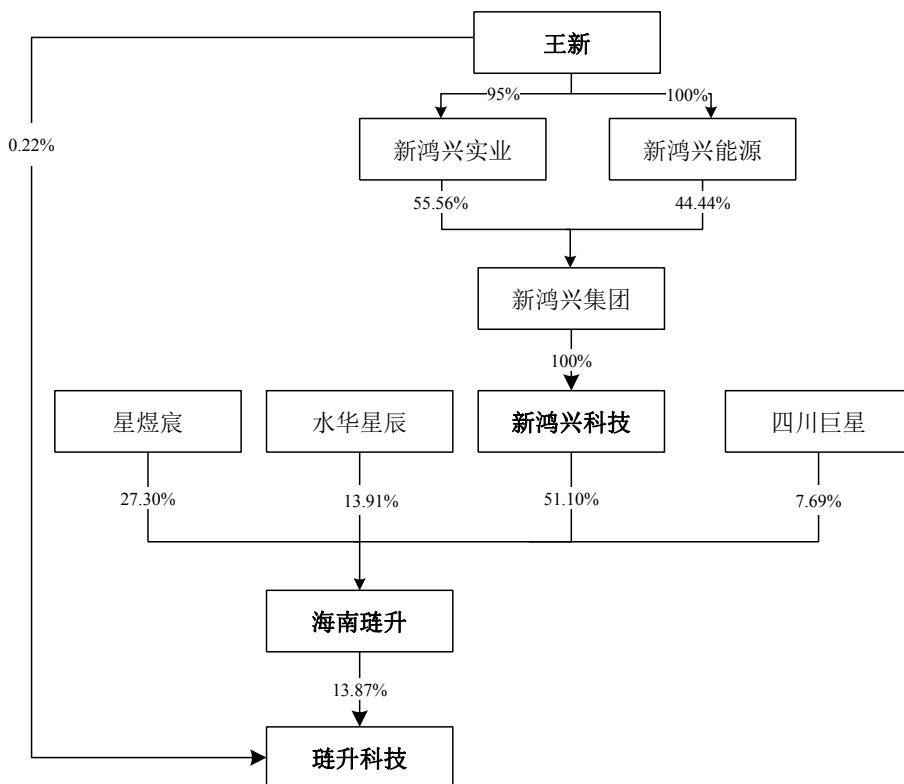 王新
95%
100%
0.22%
新鸿兴实业
新鸿兴能源
55.56%
44.44%
新鸿兴集团
100%
星煜宸
水华星辰
新鸿兴科技
四川巨星
27.30%
13.91%
51.10%
7.69%
海南琏升
13.87%
琏升科技